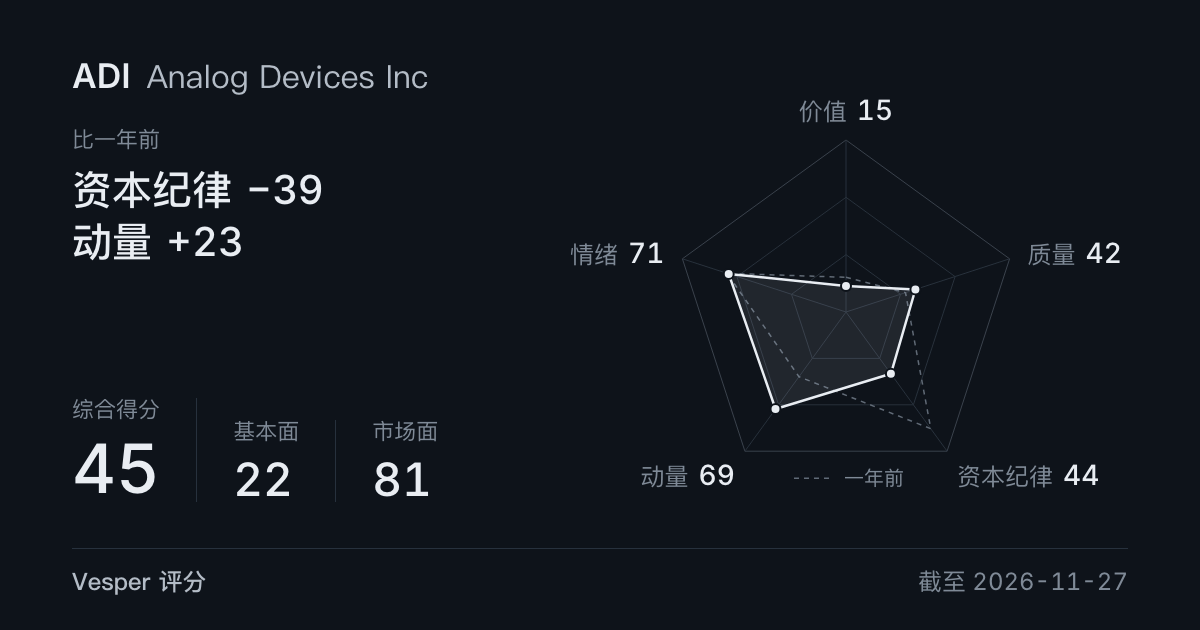 ADI Analog Devices Inc
比一年前
资本纪律 −39
动量 +23
综合得分
45
基本面
22
市场面
81
价值 15
情绪 71
质量 42
动量 69
一年前
资本纪律 44
Vesper 评分
截至 2026-11-27